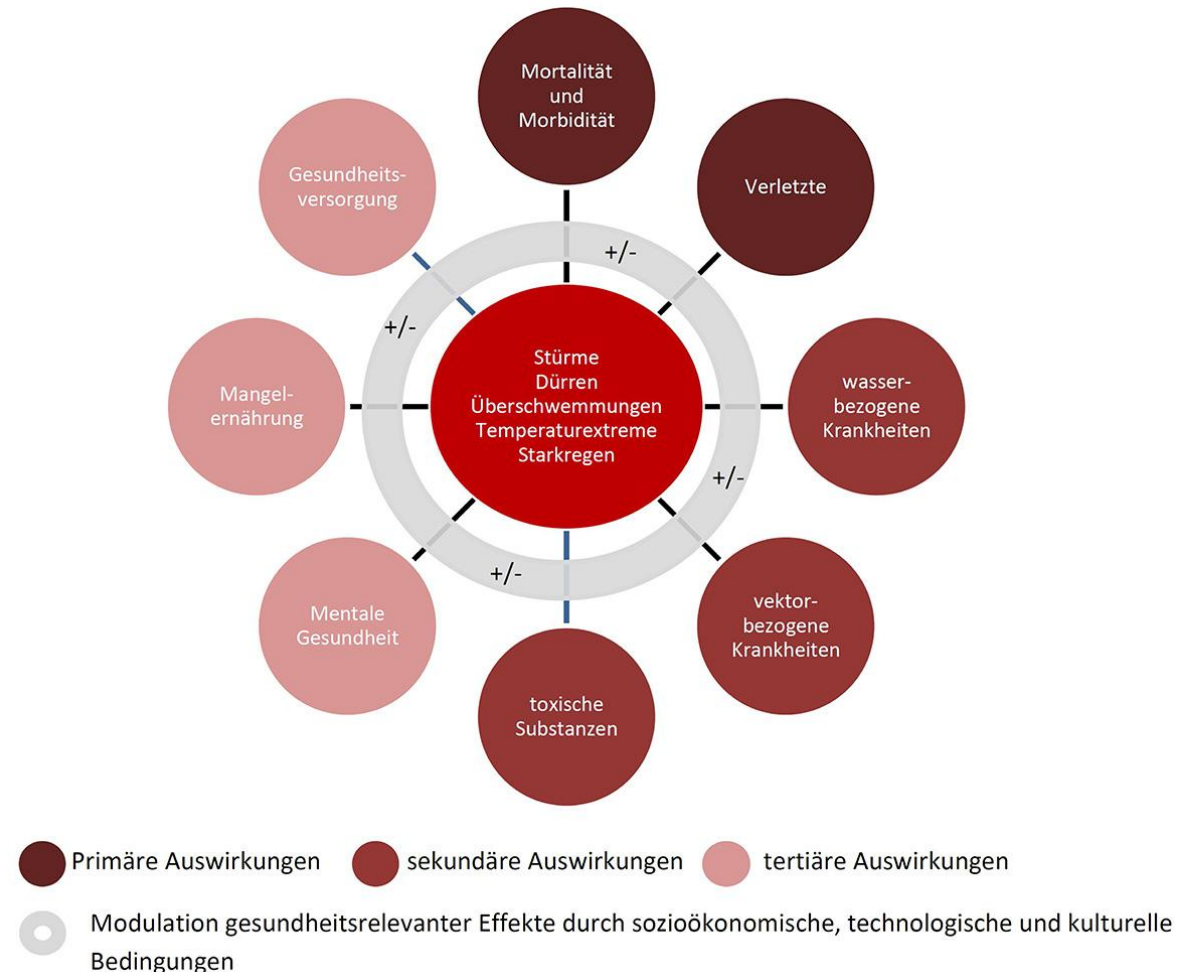 Mortalität
und
Morbidität
Gesundheits-
versorgung
Verletzte
+/-
+/-
Stürme
Dürren
Überschwemmungen
Temperaturextreme
Starkregen
Mangel-
ernährung
wasser-
bezogene
Krankheiten
+/-
+/-
Mentale
Gesundheit
vektor-
bezogene
Krankheiten
toxische
Substanzen
Primäre Auswirkungen
sekundäre Auswirkungen
tertiäre Auswirkungen
Modulation gesundheitsrelevanter Effekte durch sozioökonomische, technologische und kulturelle
Bedingungen